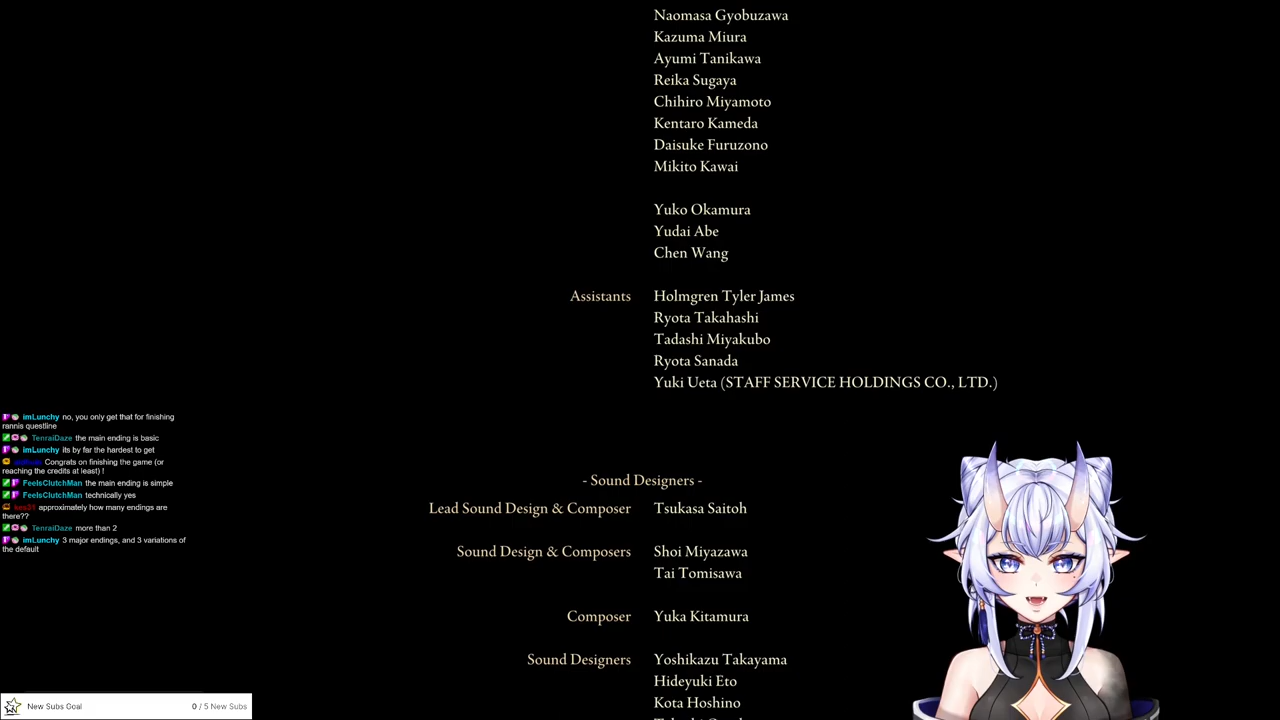 Naomasa Gyobuzawa
Kazuma Miura
Ayumi Tanikawa
Reika Sugaya
Chihiro Miyamoto
Kentaro Kameda
Daisuke Furuzono
Mikito Kawai
Yuko Okamura
Yudai Abe
Chen Wang
Assistants Holmgren Tyler James
Ryota Takahashi
Tadashi Miyakubo
Ryota Sanada
Yuki Ueta (STAFF SERVICE HOLDINGS CO., LTD.)
- Sound Designers -
Lead Sound Design & Composer Tsukasa Saitoh
Sound Design & Composers Shoi Miyazawa
Tai Tomisawa
Composer Yuka Kitamura
Sound Designers Yoshikazu Takayama
Hideyuki Eto
Kota Hoshino
imLunchy no, you only get that for finishing
rannis questline
TenraiDaze the main ending is basic
imLunchy its by far the hardest to get
Congrats on finishing the game (or
reaching the credits at least) !
FeelsClutchMan the main ending is simple
FeelsClutchMan technically yes
approximately how many endings are
there??
TenraiDaze more than 2
imLunchy 3 major endings, and 3 variations of
the default
New Subs Goal 0 / 5 New Subs